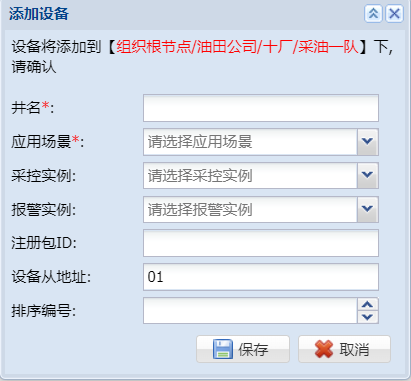 添加设备
设备将添加到【组织根节点/油田公司/十厂/采油一队】下,
请确认
井名*:
应用场景*: 请选择应用场景
采控实例: 请选择采控实例
报警实例: 请选择报警实例
注册包ID:
设备从地址: 01
排序编号:
保存 取消